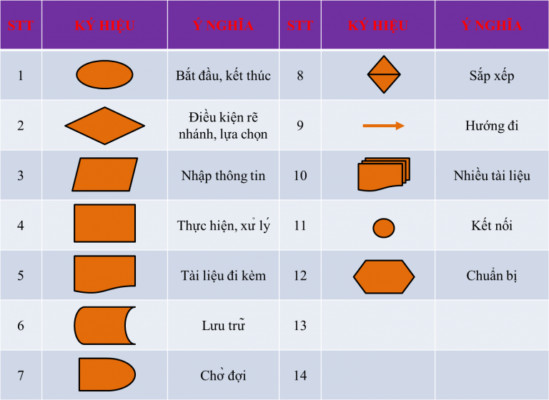 STT KÝ HIỆU Ý NGHĨA STT KÝ HIỆU Ý NGHĨA
1 Bắt đầu, kết thúc 8 Sắp xếp
2 Điều kiện rẽ
nhánh, lựa chọn 9 Hướng đi
3 Nhập thông tin 10 Nhiều tài liệu
4 Thực hiện, xử lý 11 Kết nối
5 Tài liệu đi kèm 12 Chuẩn bị
6 Lưu trữ 13
7 Chờ đợi 14